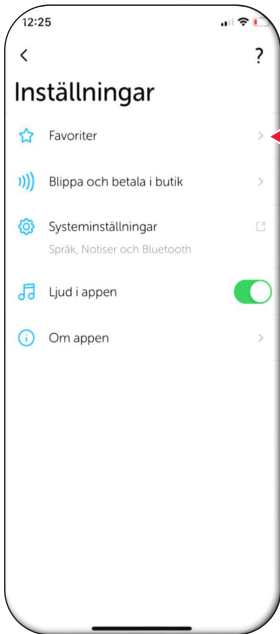 12:25
?
Inställningar
Favoriter
Blippa och betala i butik
Systeminställningar
Språk, Notiser och Bluetooth
Ljud i appen
Om appen